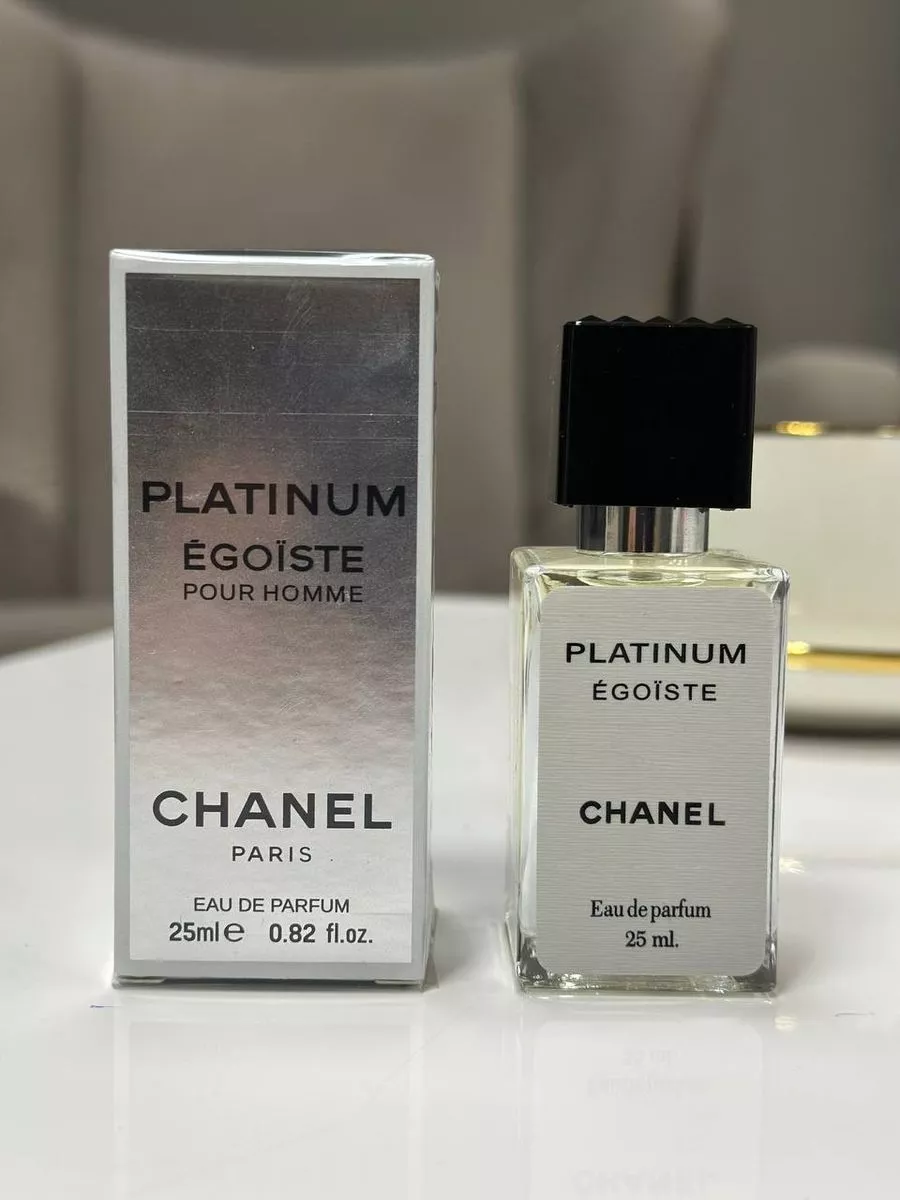 PLATINUM
ÉGOÏSTE
POUR HOMME
CHANEL
PARIS
EAU DE PARFUM
25ml e 0.82 fl.oz.
PLATINUM
ÉGOÏSTE
CHANEL
Eau de parfum
25 ml.